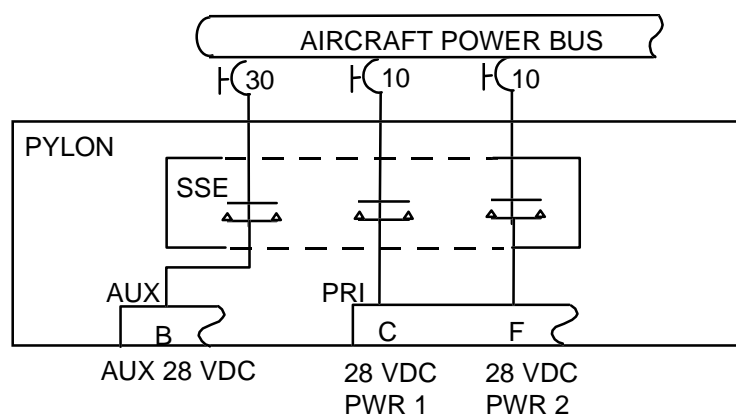 AIRCRAFT POWER BUS
30
10
10
PYLON
SSE
AUX
PRI
B
C
F
AUX 28 VDC
28 VDC
PWR 1
28 VDC
PWR 2